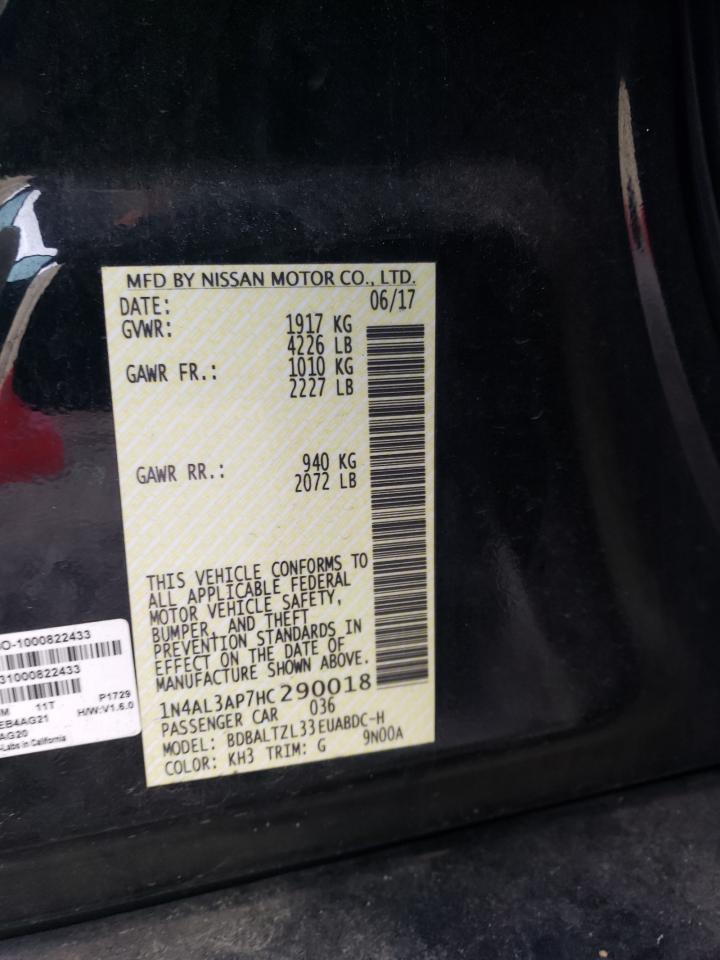 MFD BY NISSAN MOTOR CO., LTD.
DATE: 06/17
GVWR: 1917 KG
4226 LB
GAWR FR.: 1010 KG
2227 LB
GAWR RR.: 940 KG
2072 LB
THIS VEHICLE CONFORMS TO
ALL APPLICABLE FEDERAL
MOTOR VEHICLE SAFETY,
BUMPER, AND THEFT
PREVENTION STANDARDS IN
EFFECT ON THE DATE OF
MANUFACTURE SHOWN ABOVE.
1N4AL3AP7HC290018
PASSENGER CAR 036
MODEL: BDBALTZL33EUABDC-H
COLOR: KH3 TRIM: G 9N00A
O-1000822433
31000822433
M 11T P1729
EB4AG21 H/W:V1.6.0
AG20
-Labs in California